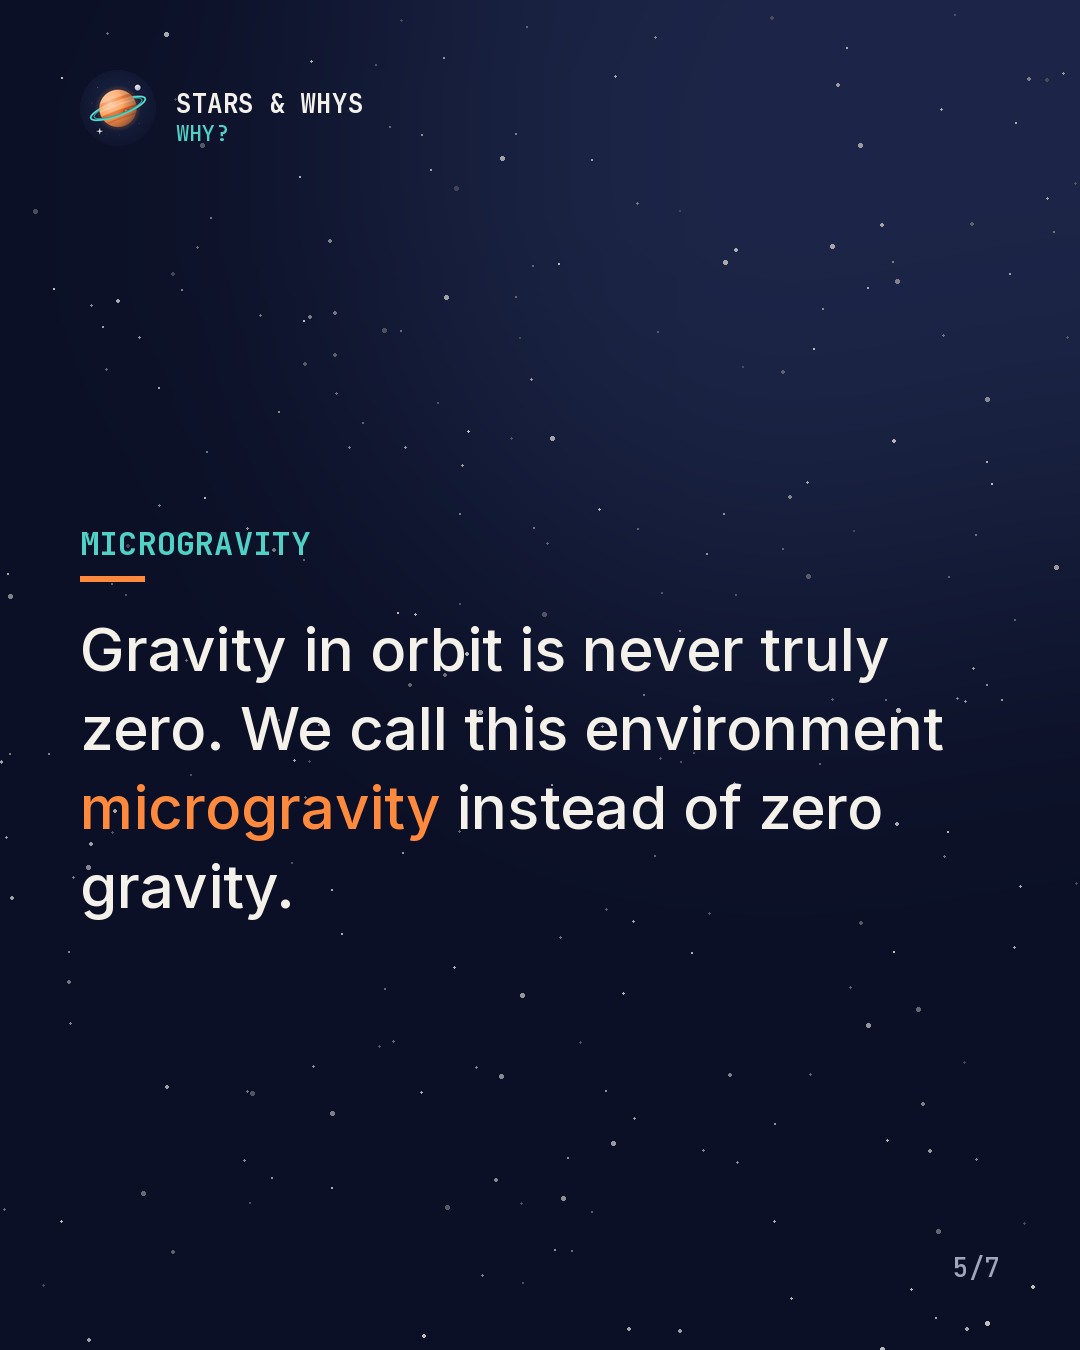 STARS & WHYS
WHY?
MICROGRAVITY
Gravity in orbit is never truly
zero. We call this environment
microgravity instead of zero
gravity.
5/7